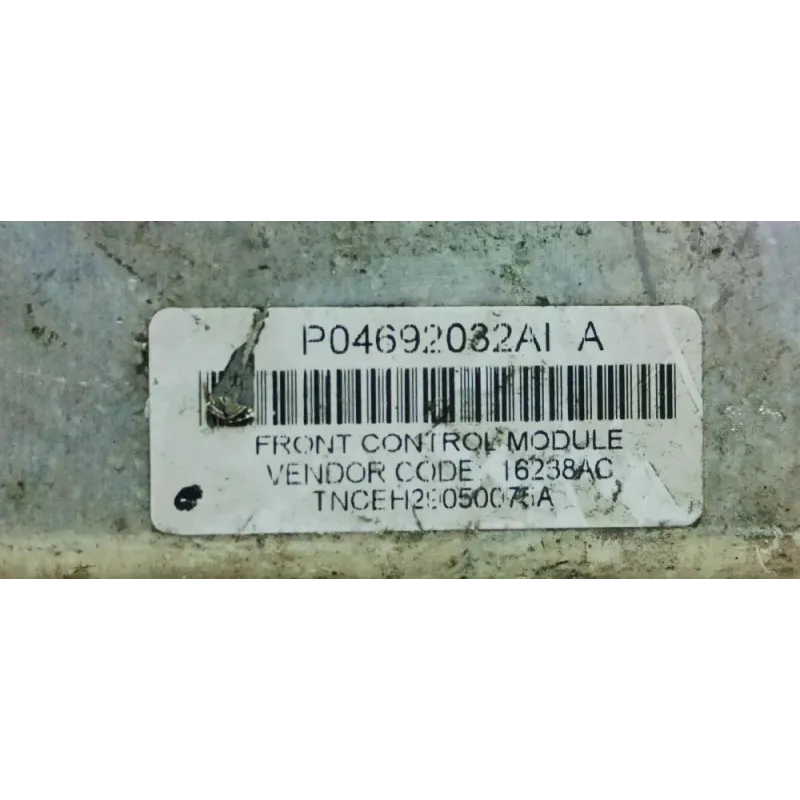 P04692032AI A
FRONT CONTROL MODULE
VENDOR CODE 16238AC